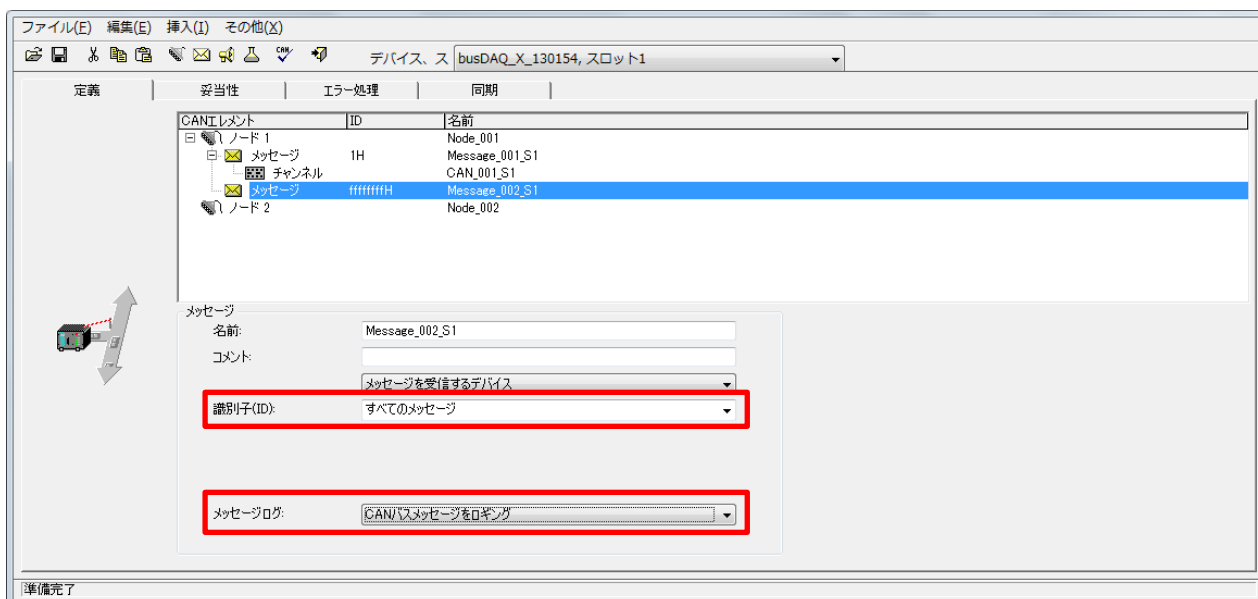 ファイル(F) 編集(E) 挿入(I) その他(X)
デバイス、ス busDAQ_X_130154, スロット1
定義 妥当性 エラー処理 同期
CANエレメント ID 名前
ノード 1 Node_001
メッセージ 1H Message_001_S1
チャンネル CAN_001_S1
メッセージ ffffffffH Message_002_S1
ノード 2 Node_002
メッセージ
名前: Message_002_S1
コメント:
メッセージを受信するデバイス
識別子(ID): すべてのメッセージ
メッセージログ: CANバスメッセージをロギング
準備完了